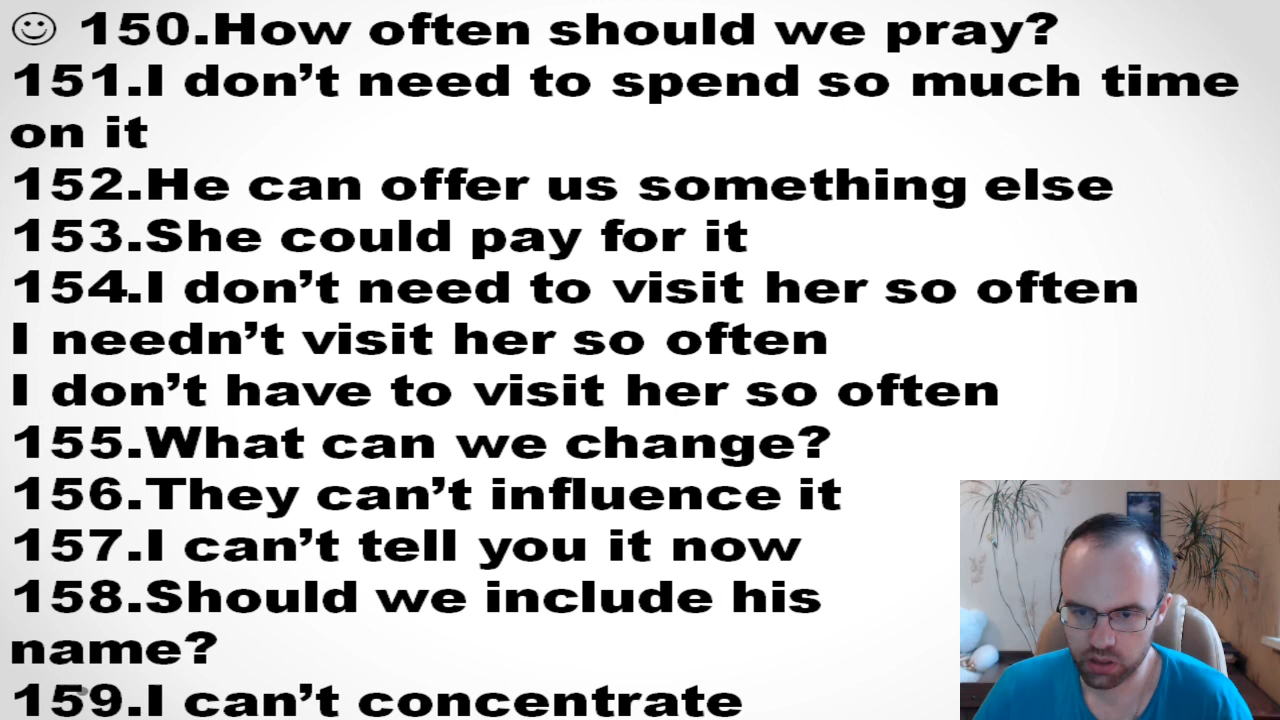 ☺ 150.How often should we pray?
151.I don’t need to spend so much time
on it
152.He can offer us something else
153.She could pay for it
154.I don’t need to visit her so often
I needn’t visit her so often
I don’t have to visit her so often
155.What can we change?
156.They can’t influence it
157.I can’t tell you it now
158.Should we include his
name?
159.I can’t concentrate